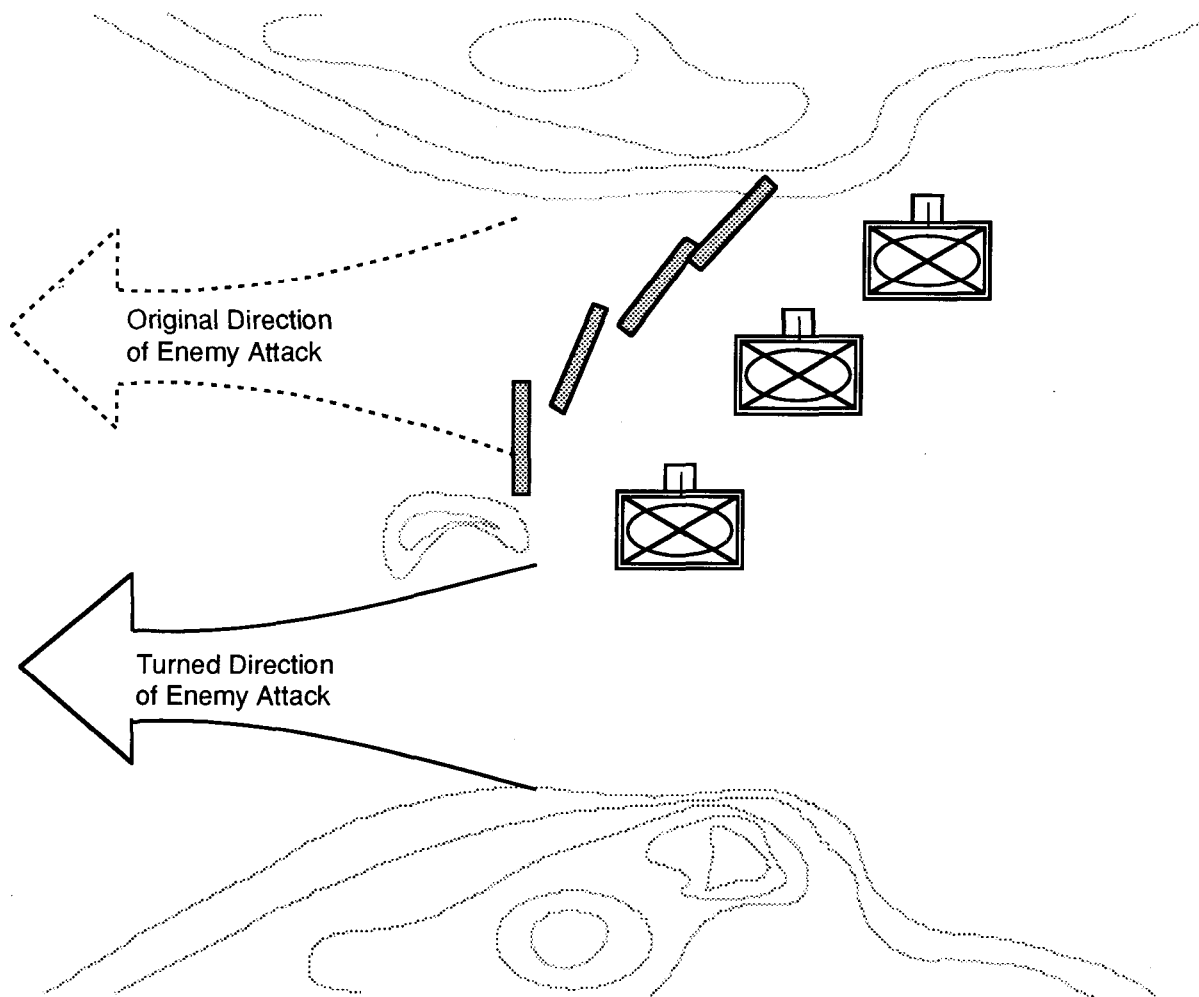 Original Direction
of Enemy Attack
Turned Direction
of Enemy Attack